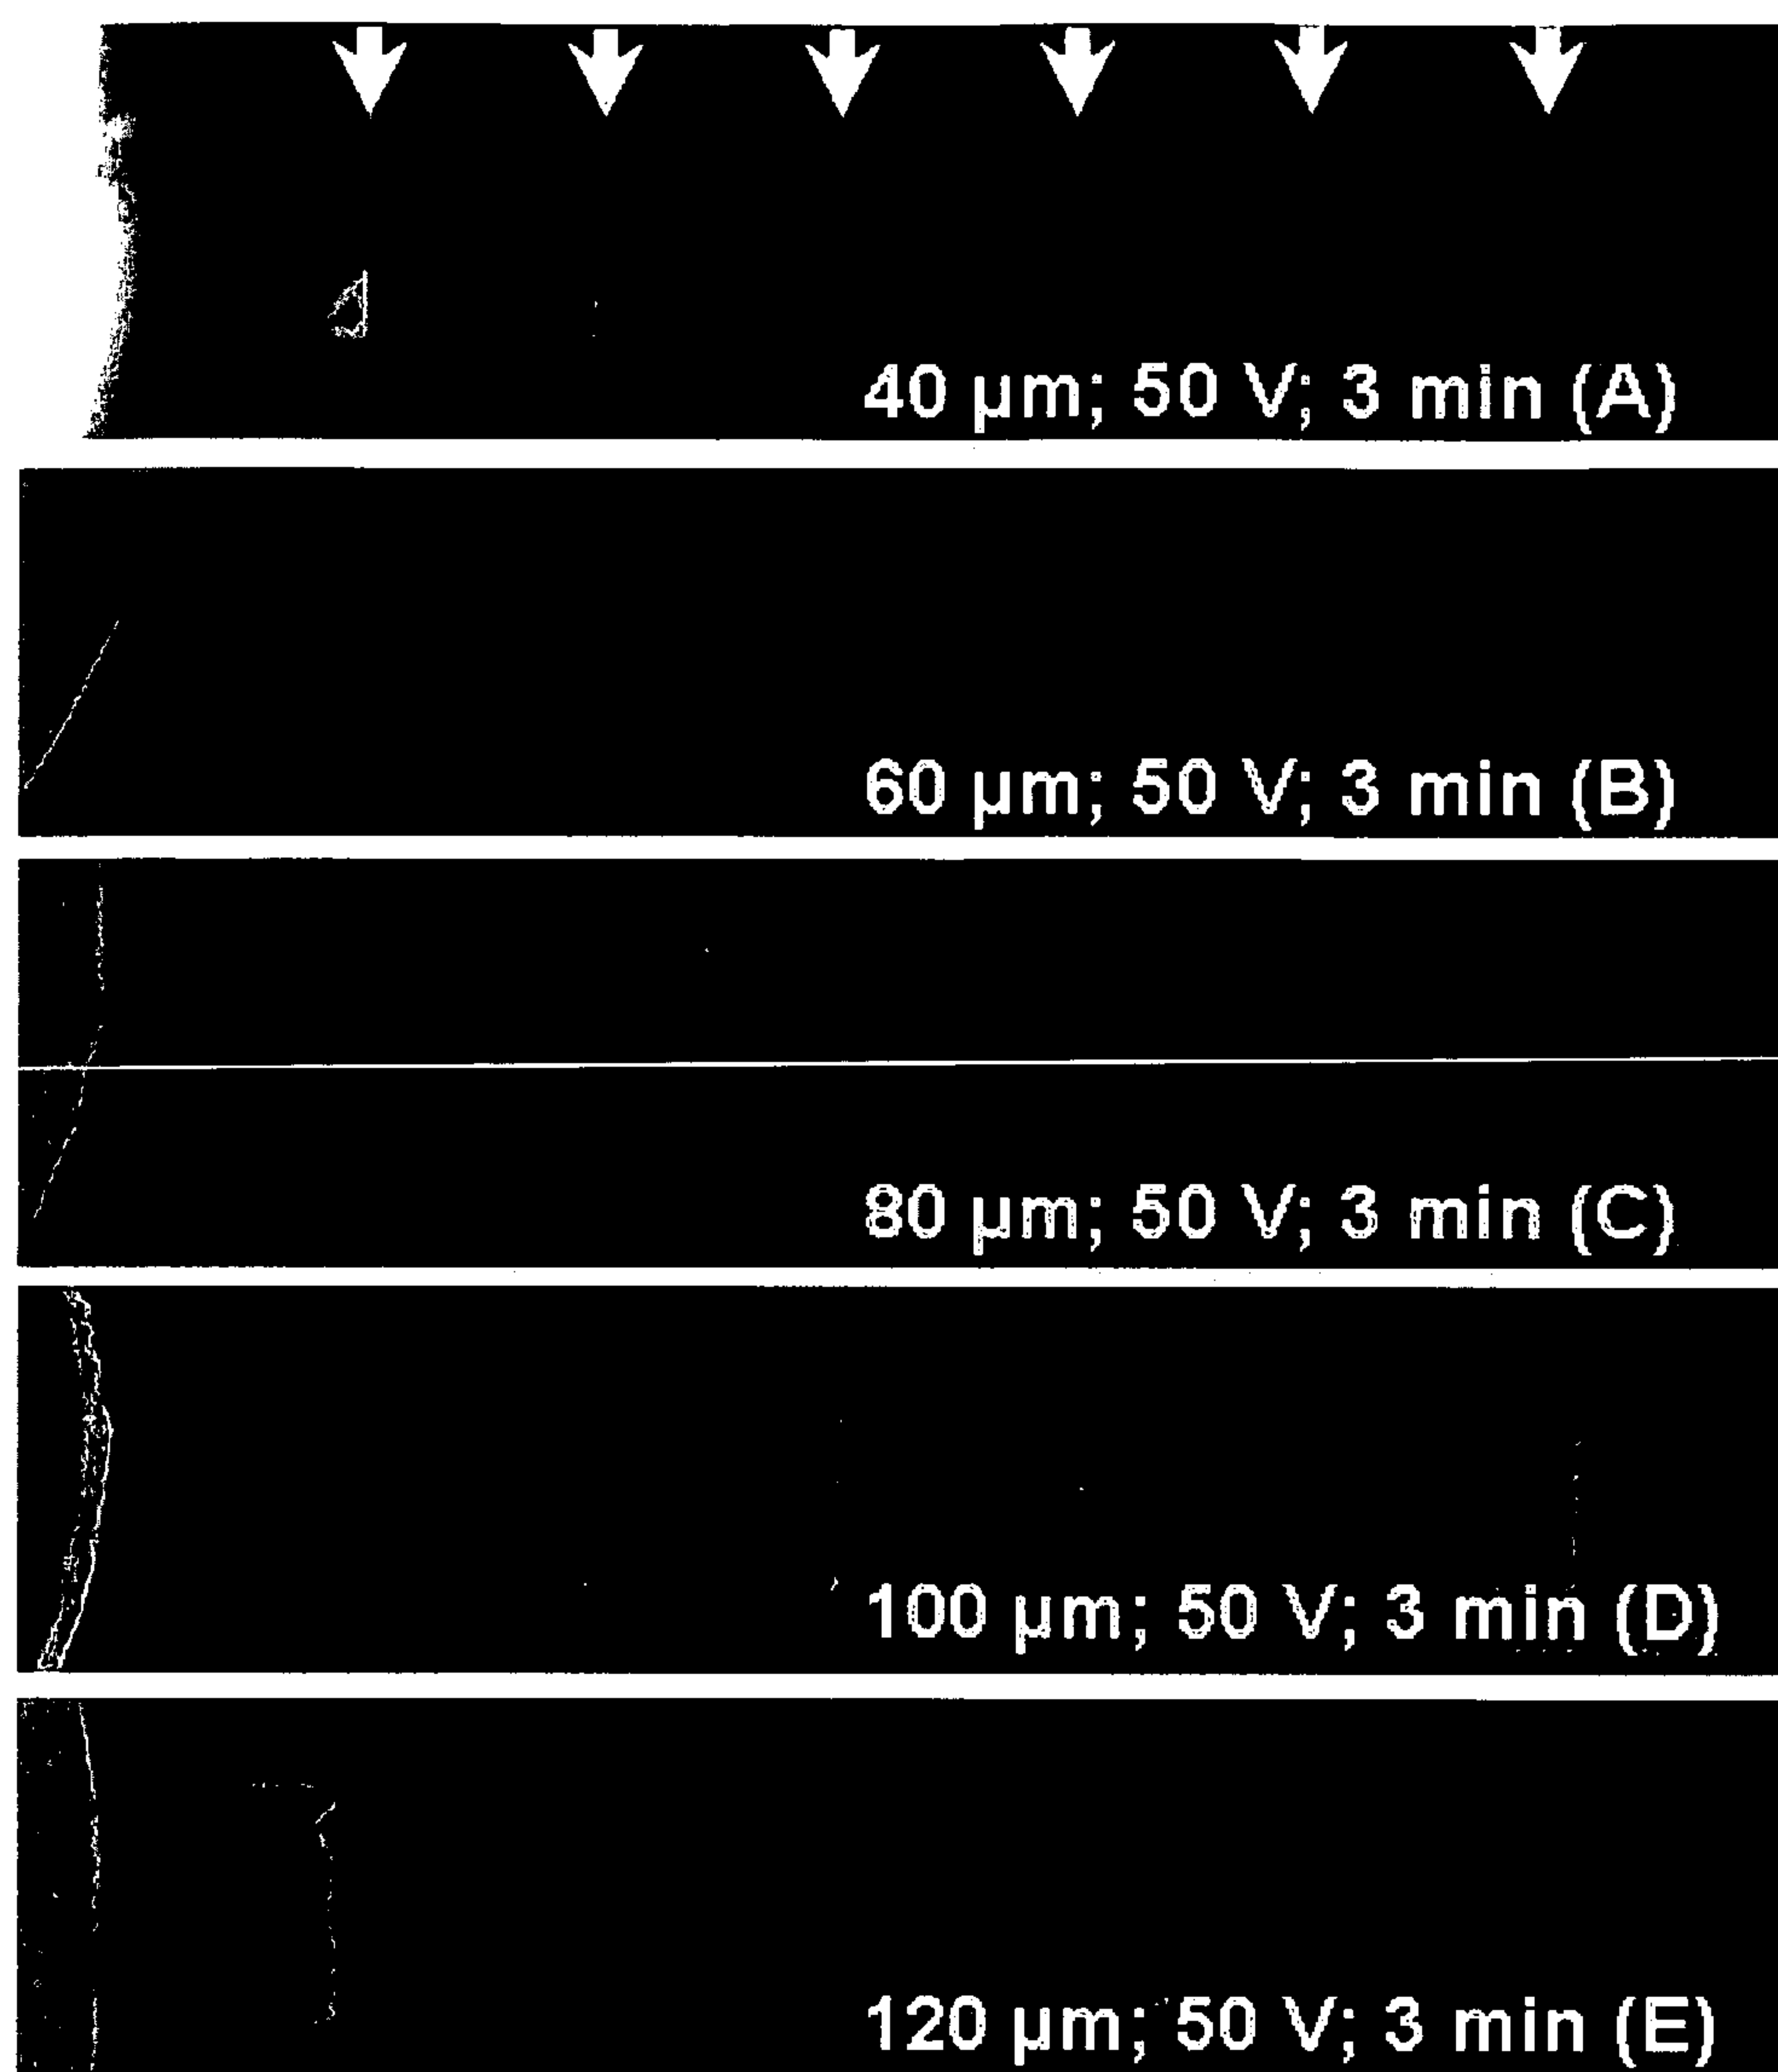 40 µm; 50 V; 3 min (A)
60 µm; 50 V; 3 min (B)
80 µm; 50 V; 3 min (C)
100 µm; 50 V; 3 min (D)
120 µm; 50 V; 3 min (E)